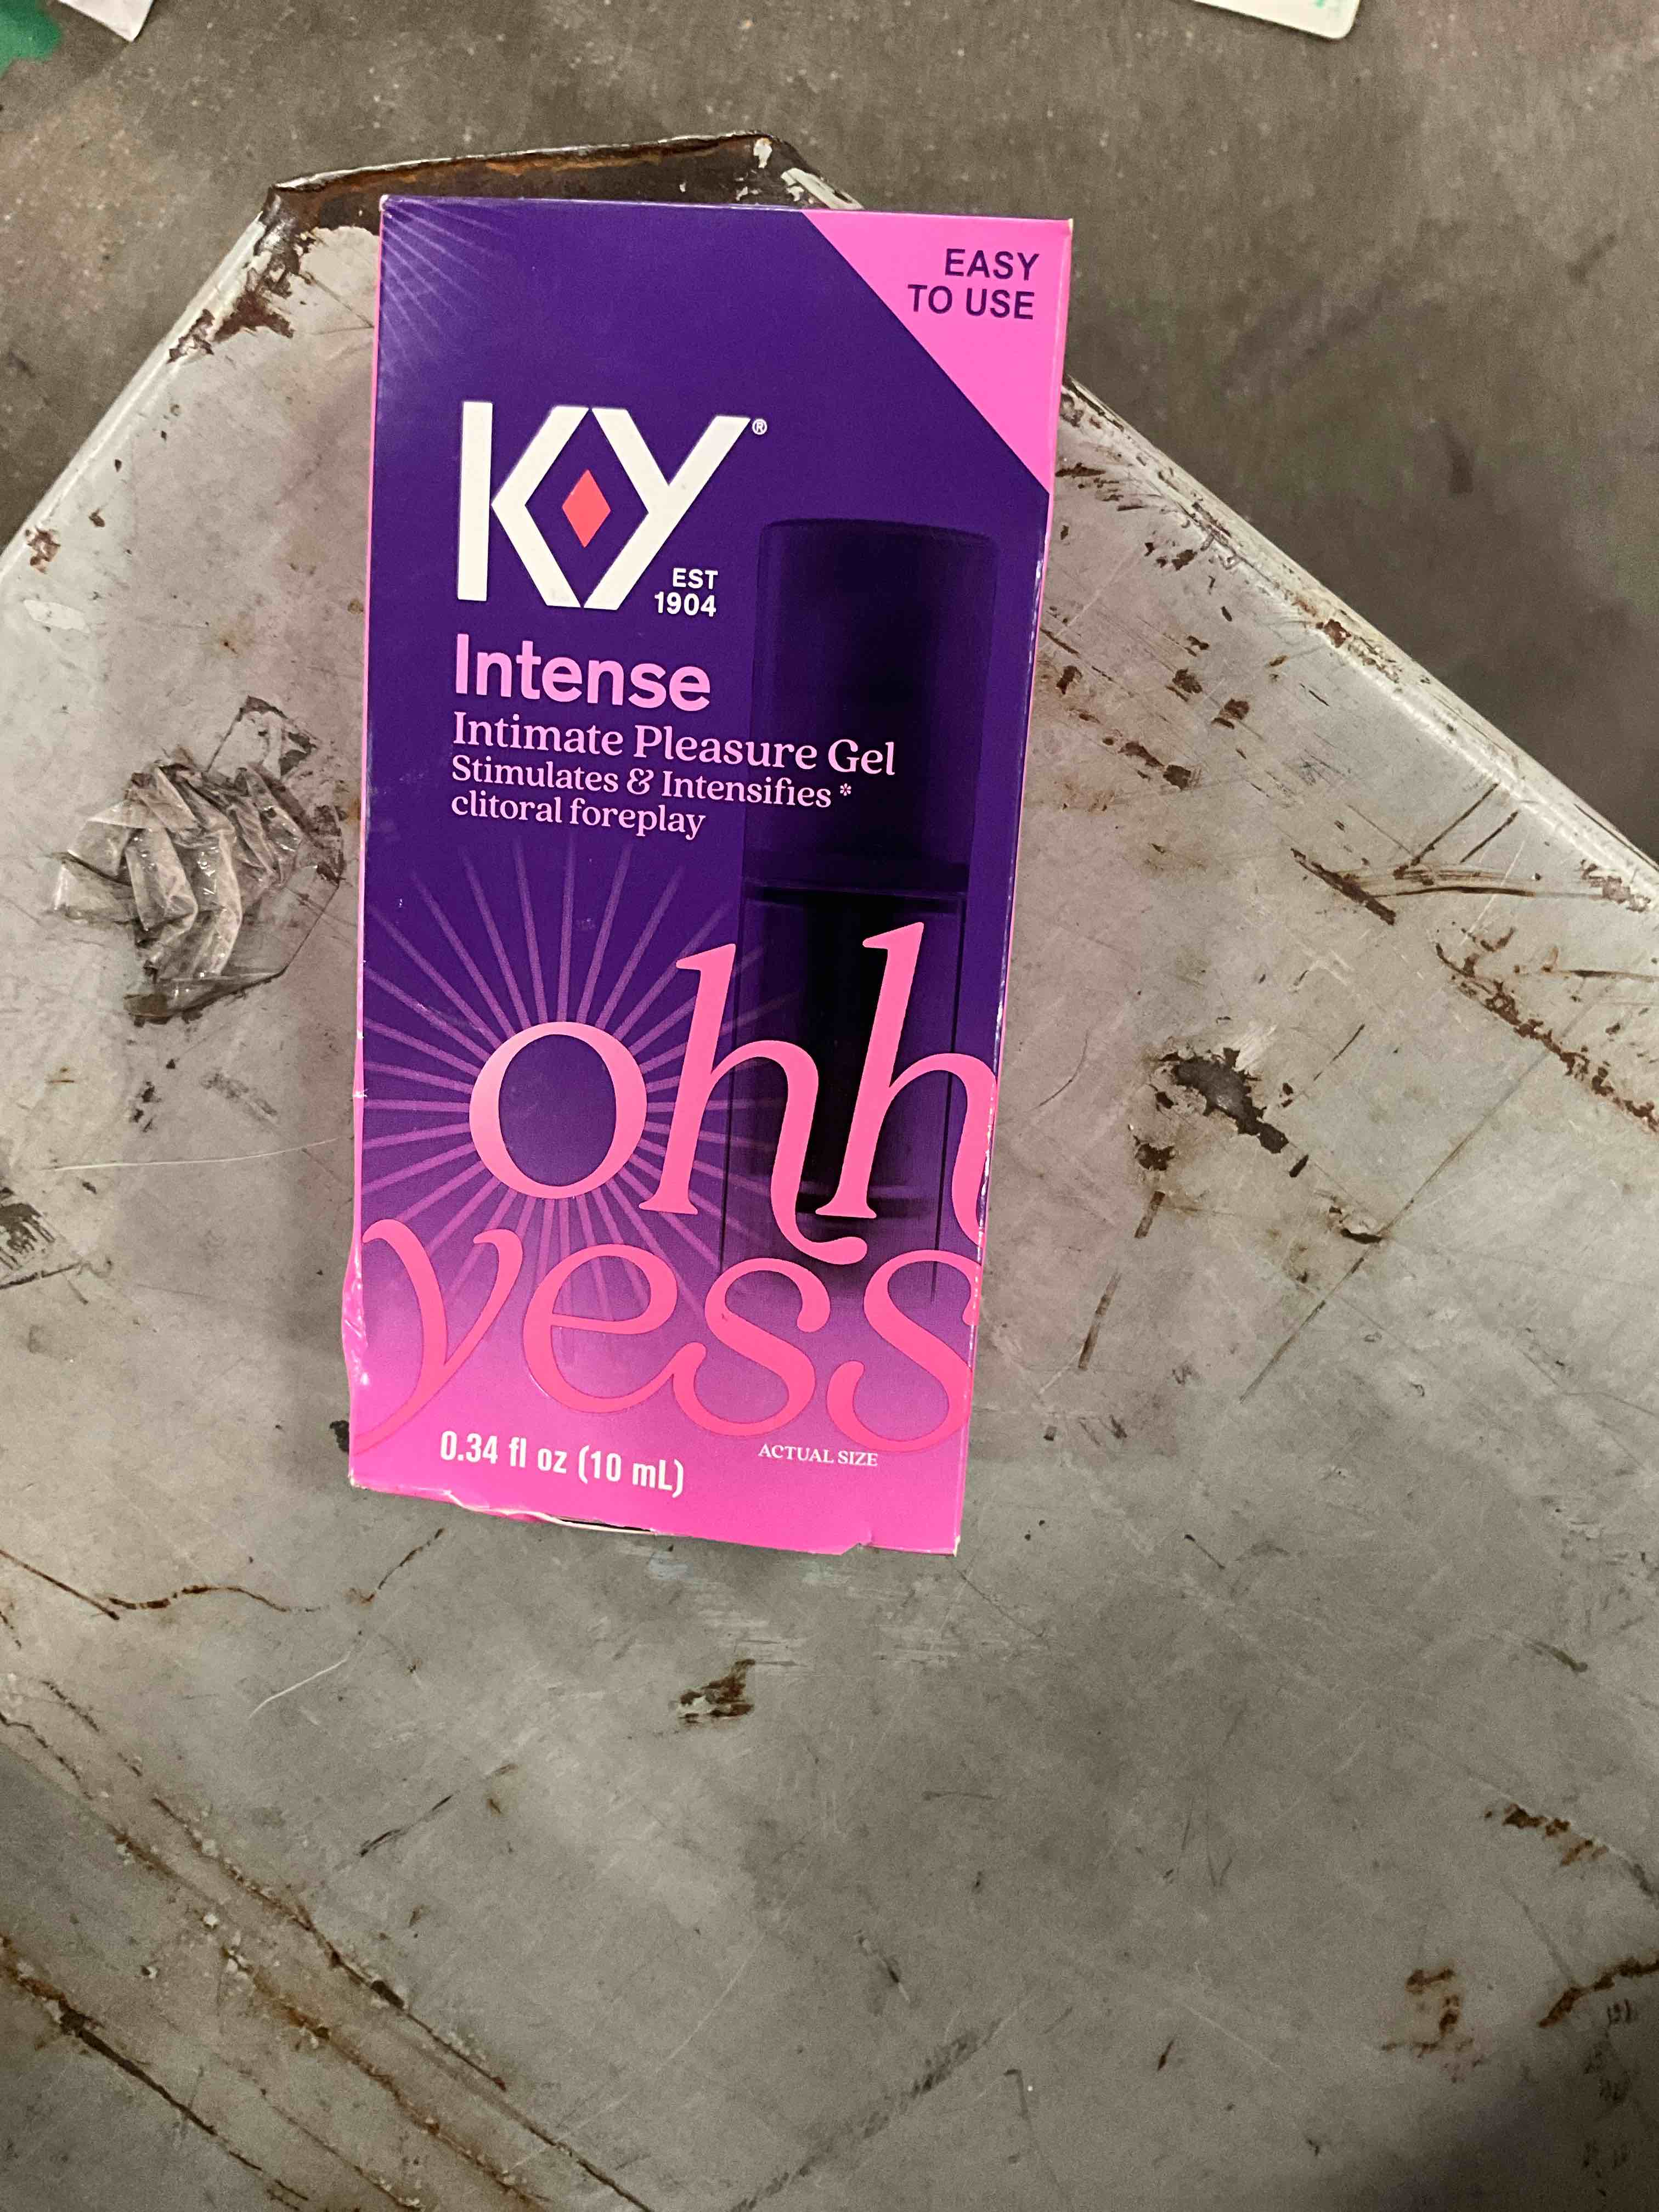 EASY
TO USE
KY®
EST
1904
Intense
Intimate Pleasure Gel
Stimulates & Intensifies*
clitoral foreplay
ohh
yess
0.34 fl oz (10 mL)
ACTUAL SIZE